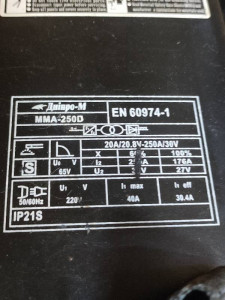 Дніпро-М
ММА-250D
EN 60974-1
20A/20.8V-250A/30V
X 60% 100%
S U₀ V I₂ 176A
65V U₂ 27V
U₁ V I₁ max I₁ eff
50/60Hz 220V 40A 30.4A
IP21S